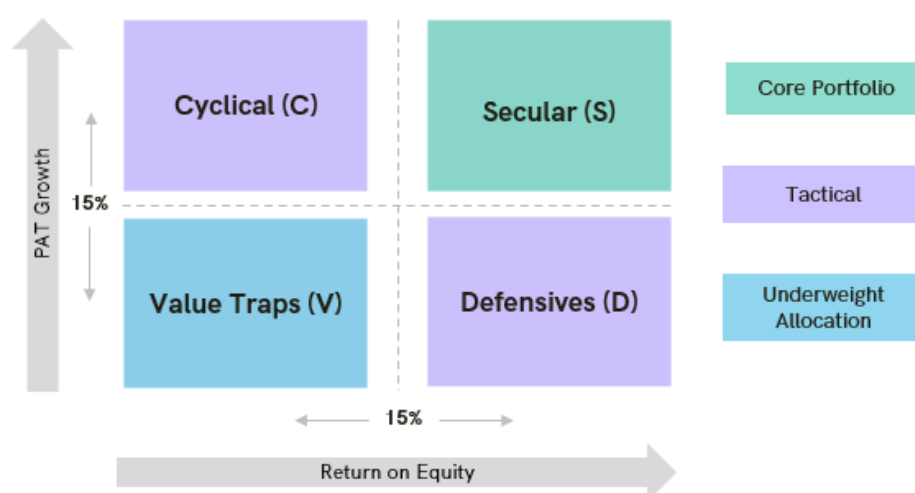 Cyclical (C)
Secular (S)
Core Portfolio
PAT Growth
15%
Tactical
Value Traps (V)
Defensives (D)
Underweight
Allocation
15%
Return on Equity